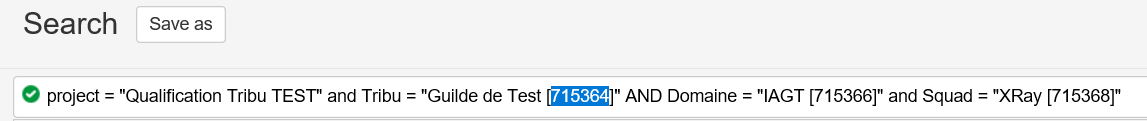 Search Save as
project = "Qualification Tribu TEST" and Tribu = "Guilde de Test [715364]" AND Domaine = "IAGT [715366]" and Squad = "XRay [715368]"